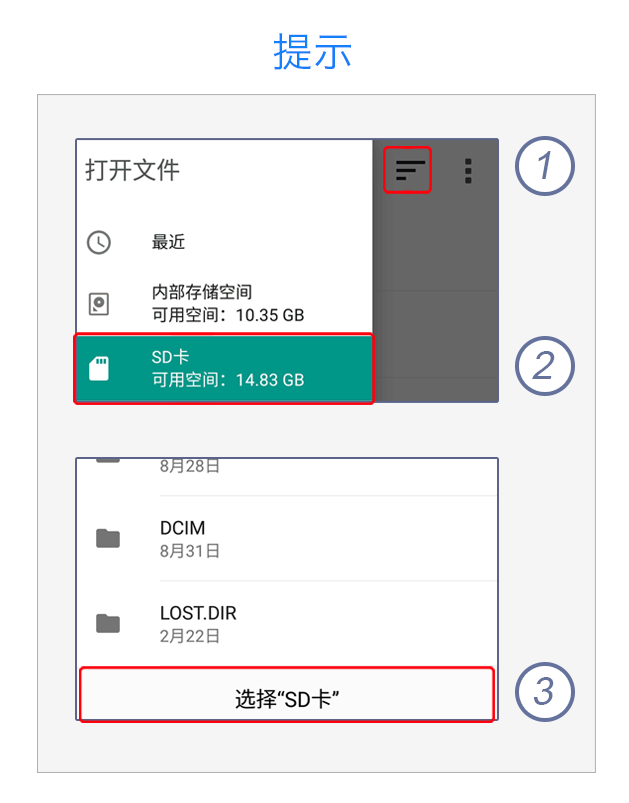 提示
打开文件
1
最近
内部存储空间
可用空间：10.35 GB
SD卡
可用空间：14.83 GB
2
8月28日
DCIM
8月31日
LOST.DIR
2月22日
选择“SD卡”
3